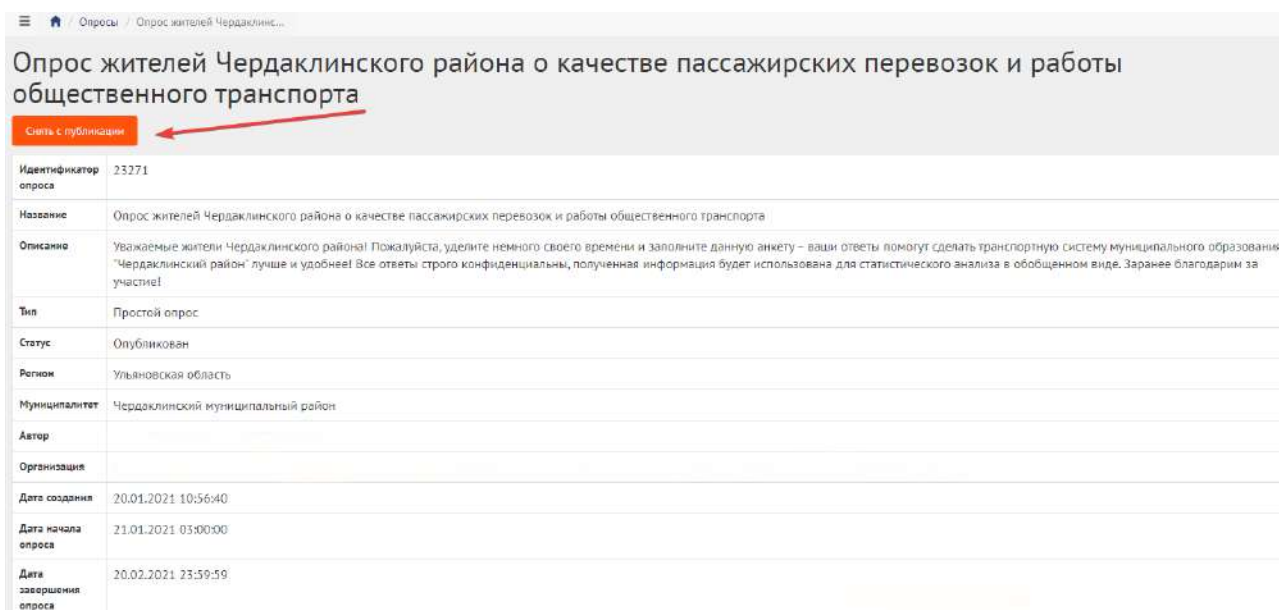 / Опросы / Опрос жителей Чердаклинс...
Опрос жителей Чердаклинского района о качестве пассажирских перевозок и работы
общественного транспорта
Снять с публикации
Идентификатор опроса 23271
Название Опрос жителей Чердаклинского района о качестве пассажирских перевозок и работы общественного транспорта
Описание Уважаемые жители Чердаклинского района! Пожалуйста, уделите немного своего времени и заполните данную анкету – ваши ответы помогут сделать транспортную систему муниципального образования
"Чердаклинский район" лучше и удобнее! Все ответы строго конфиденциальны, полученная информация будет использована для статистического анализа в обобщенном виде. Заранее благодарим за
участие!
Тип Простой опрос
Статус Опубликован
Регион Ульяновская область
Муниципалитет Чердаклинский муниципальный район
Автор
Организация
Дата создания 20.01.2021 10:56:40
Дата начала опроса 21.01.2021 03:00:00
Дата завершения опроса 20.02.2021 23:59:59